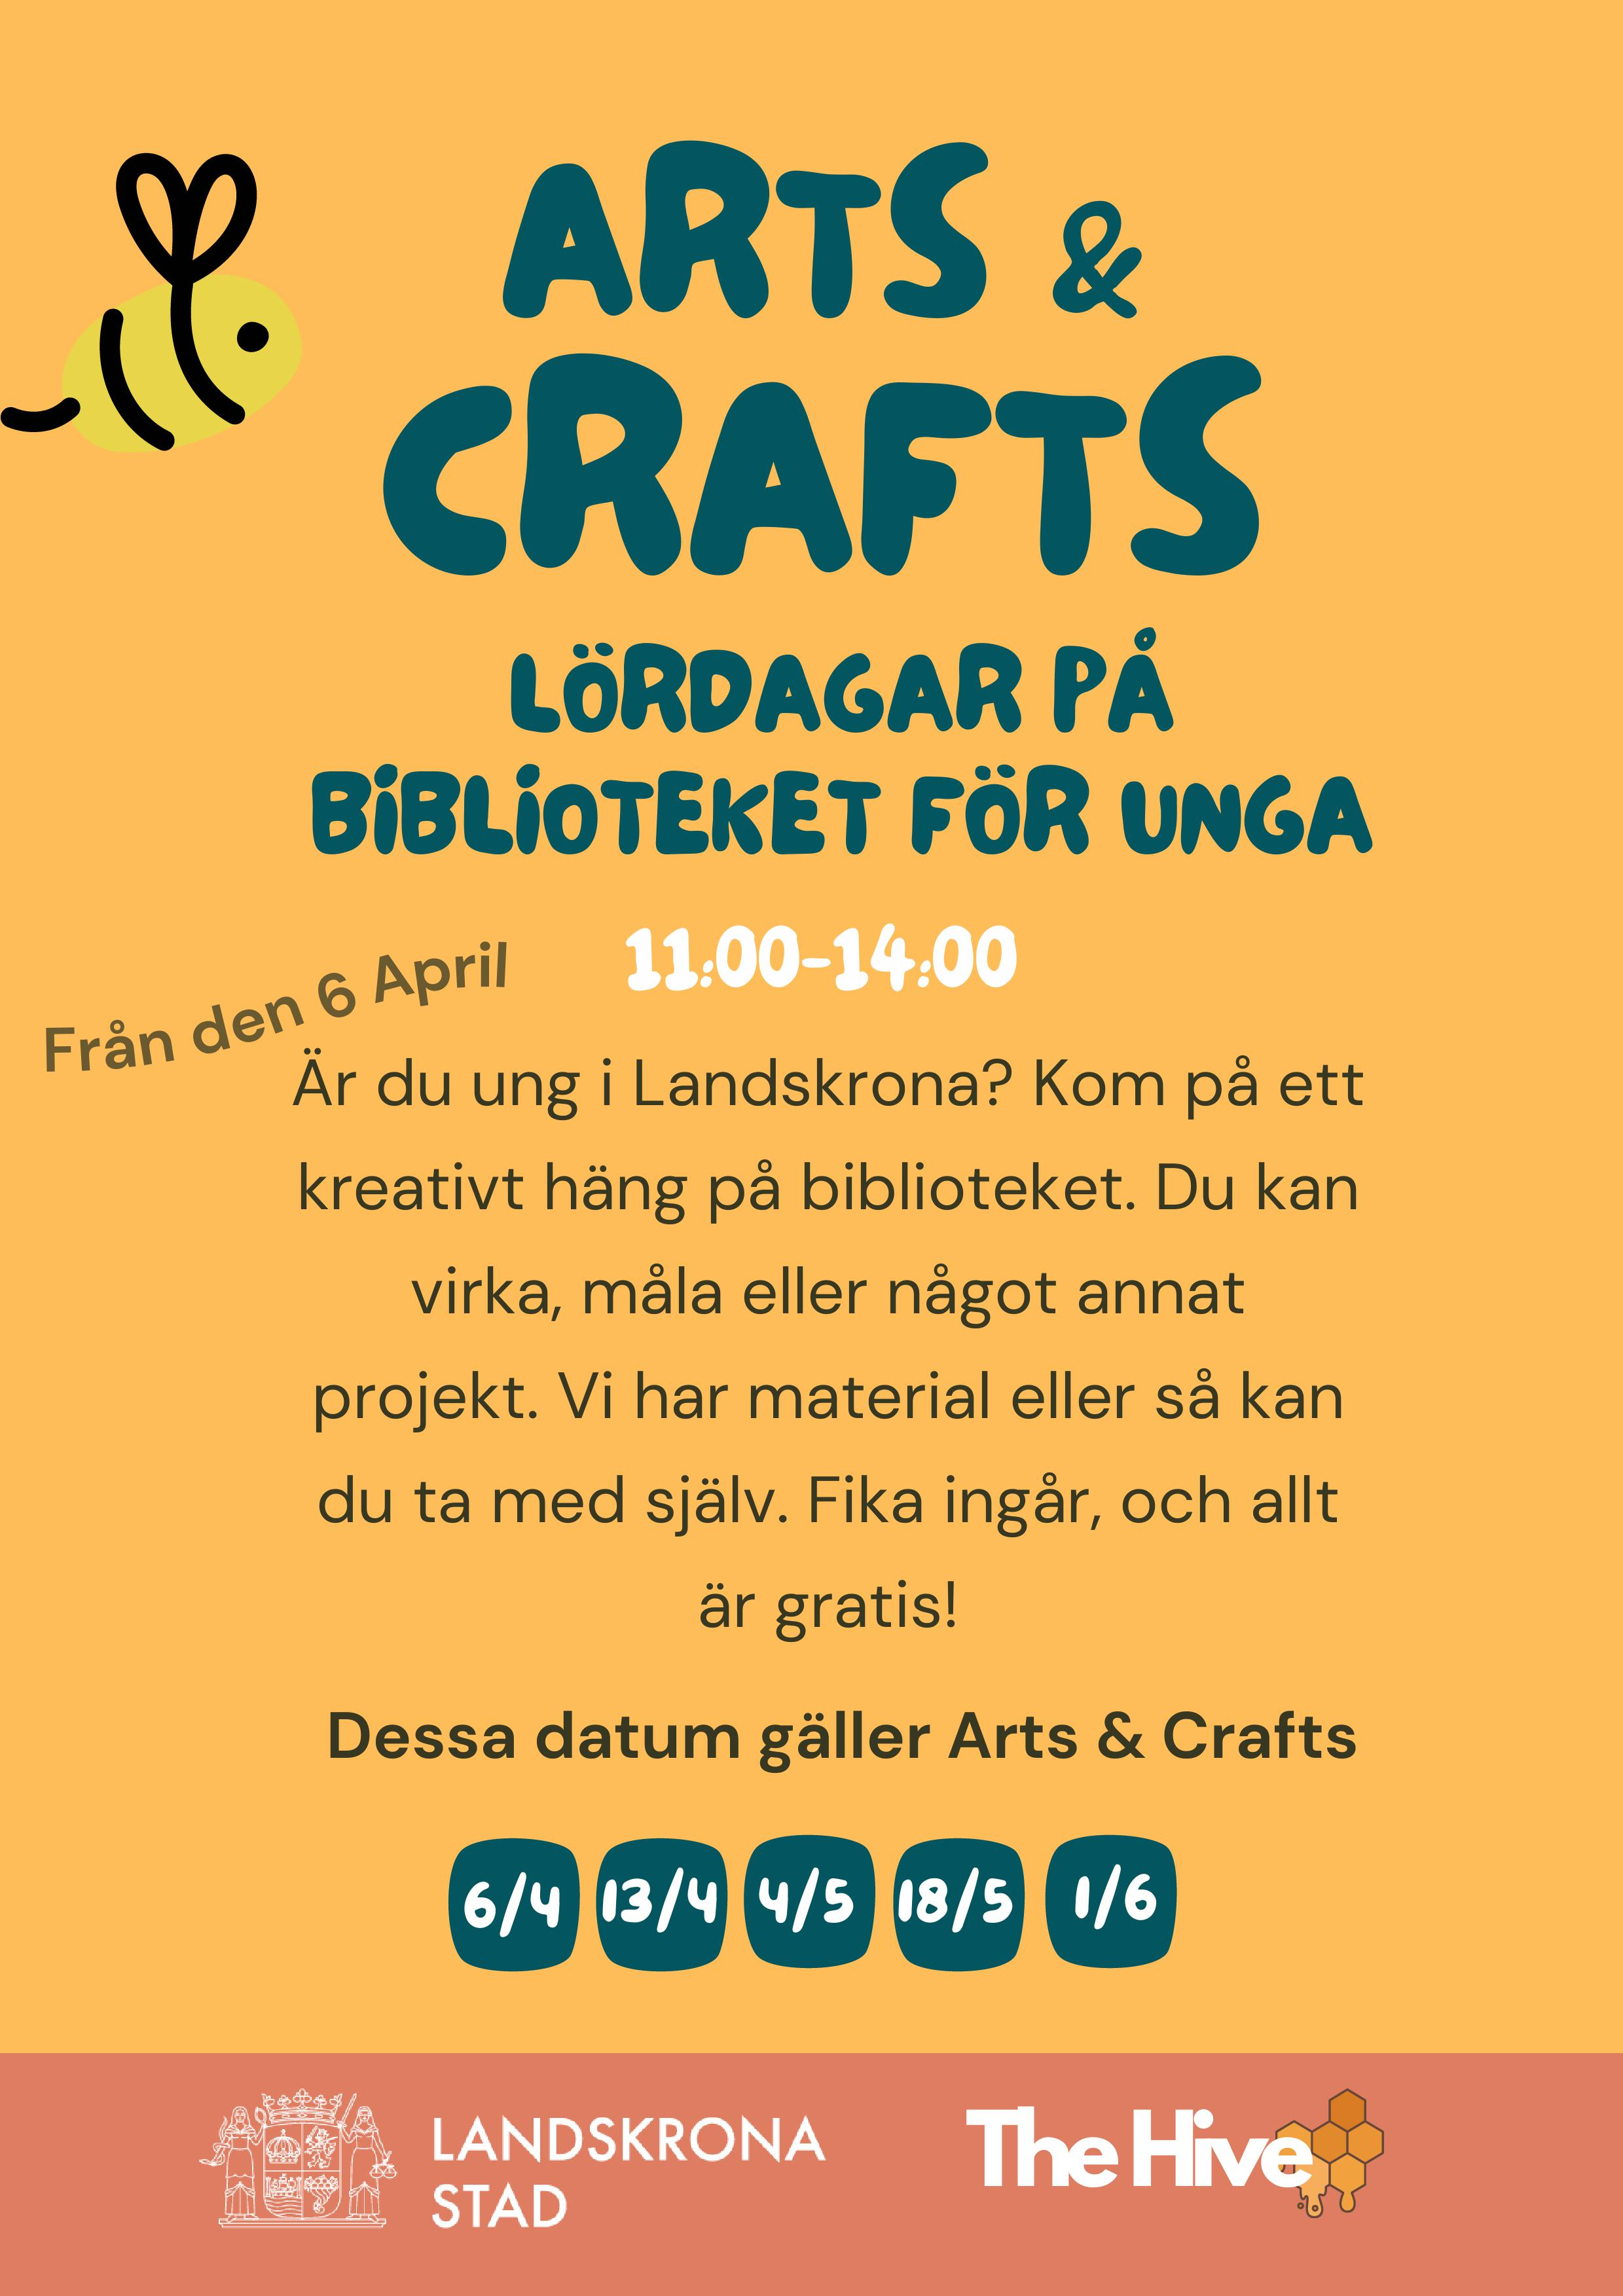 ARTS &
CRAFTS
LÖRDAGAR PÅ
BIBLIOTEKET FÖR UNGA
11:00-14:00
Från den 6 April
Är du ung i Landskrona? Kom på ett
kreativt häng på biblioteket. Du kan
virka, måla eller något annat
projekt. Vi har material eller så kan
du ta med själv. Fika ingår, och allt
är gratis!
Dessa datum gäller Arts & Crafts
6/4 13/4 4/5 18/5 1/6
LANDSKRONA
STAD
The Hive